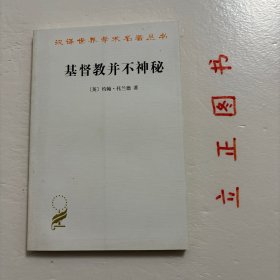 汉译世界学术名著丛书
基督教并不神秘
〔英〕约翰·托兰德 著
立正图书